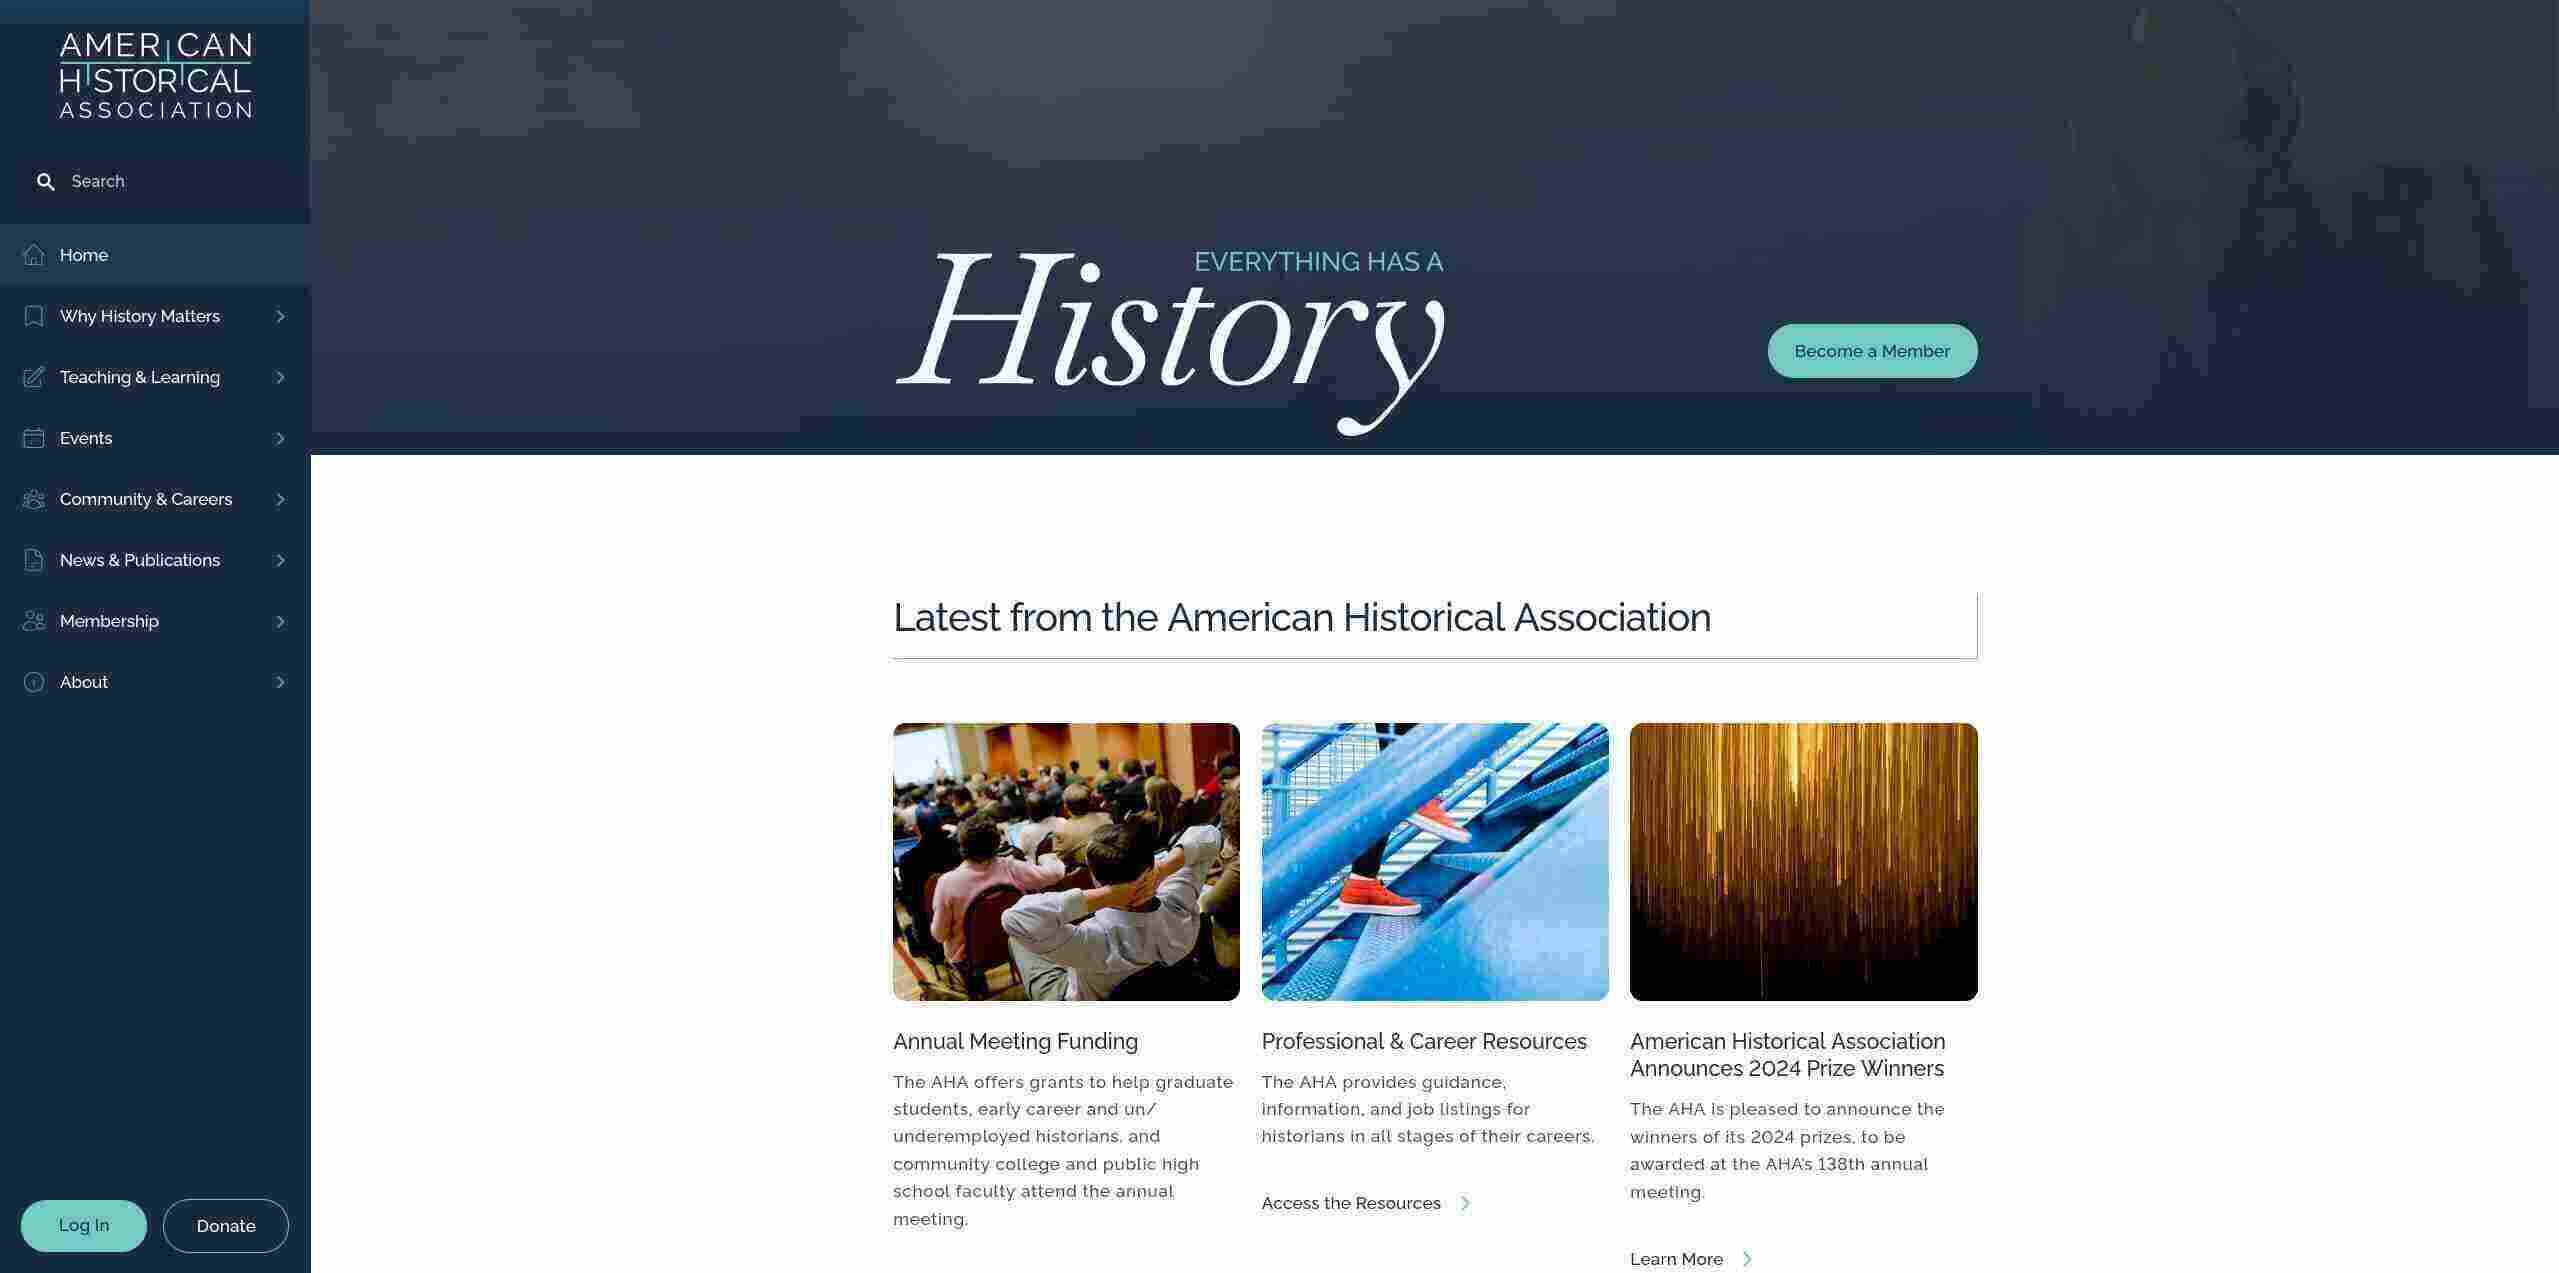 AMERICAN
HISTORICAL
ASSOCIATION
Search
Home
Why History Matters
Teaching & Learning
Events
Community & Careers
News & Publications
Membership
About
Log In
Donate
EVERYTHING HAS A
History
Become a Member
Latest from the American Historical Association
Annual Meeting Funding
The AHA offers grants to help graduate
students, early career and un/
underemployed historians, and
community college and public high
school faculty attend the annual
meeting.
Professional & Career Resources
The AHA provides guidance,
information, and job listings for
historians in all stages of their careers.
Access the Resources
American Historical Association
Announces 2024 Prize Winners
The AHA is pleased to announce the
winners of its 2024 prizes, to be
awarded at the AHA's 138th annual
meeting.
Learn More